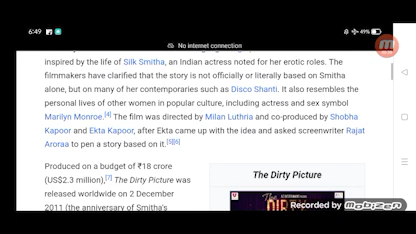 6:49
49%
No internet connection
inspired by the life of Silk Smitha, an Indian actress noted for her erotic roles. The
filmmakers have clarified that the story is not officially or literally based on Smitha
alone, but on many of her contemporaries such as Disco Shanti. It also resembles the
personal lives of other women in popular culture, including actress and sex symbol
Marilyn Monroe.[4] The film was directed by Milan Luthria and co-produced by Shobha
Kapoor and Ekta Kapoor, after Ekta came up with the idea and asked screenwriter Rajat
Aroraa to pen a story based on it.[5][6]
Produced on a budget of ₹18 crore
(US$2.3 million),[7] The Dirty Picture was
released worldwide on 2 December
2011 (the anniversary of Smitha's
The Dirty Picture
THE
DIRTY
Recorded by
mobizen